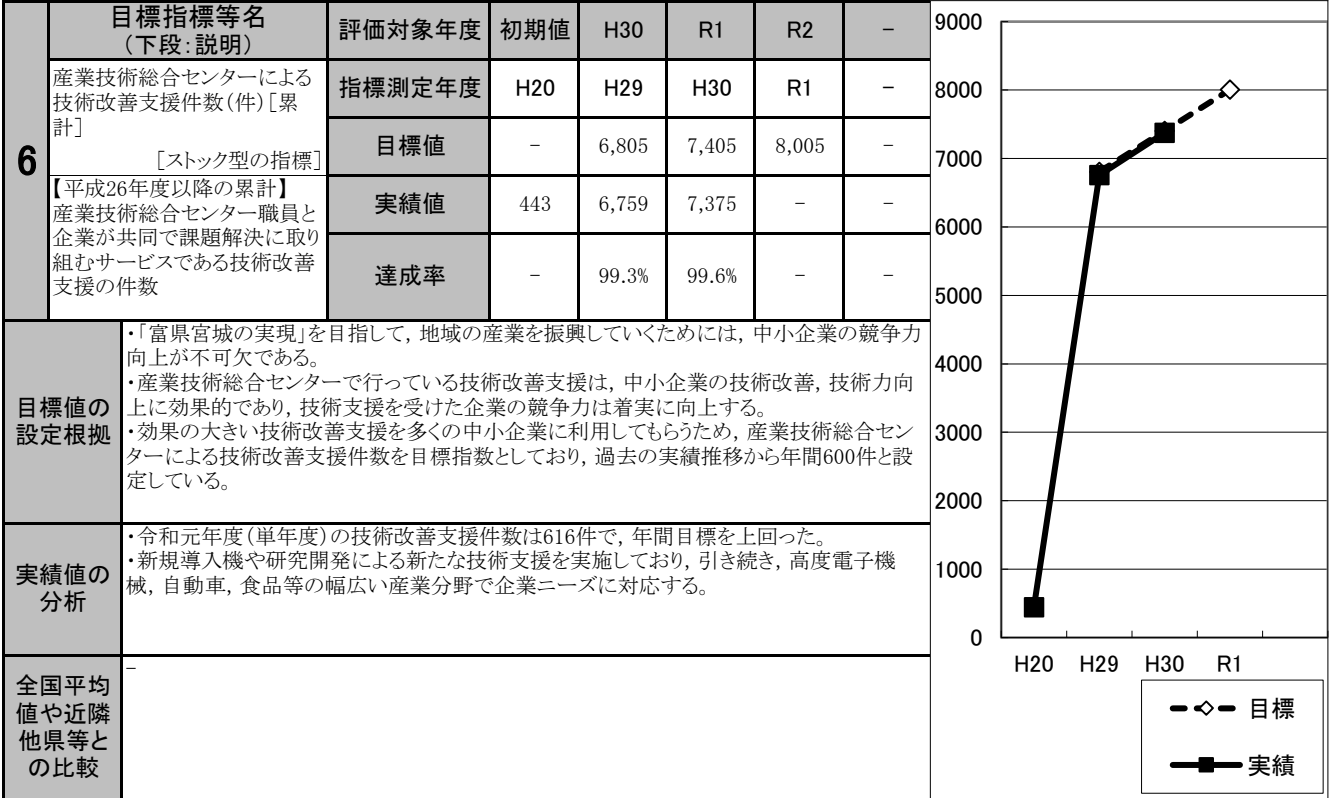 6
目標指標等名
(下段:説明)
評価対象年度 初期値 H30 R1 R2 -
産業技術総合センターによる
技術改善支援件数(件)[累
計]
[ストック型の指標]
指標測定年度 H20 H29 H30 R1 -
目標値 - 6,805 7,405 8,005 -
【平成26年度以降の累計】
産業技術総合センター職員と
企業が共同で課題解決に取り
組むサービスである技術改善
支援の件数
実績値 443 6,759 7,375 - -
達成率 - 99.3% 99.6% - -
目標値の
設定根拠
・「富県宮城の実現」を目指して,地域の産業を振興していくためには,中小企業の競争力
向上が不可欠である。
・産業技術総合センターで行っている技術改善支援は,中小企業の技術改善,技術力向
上に効果的であり,技術支援を受けた企業の競争力は着実に向上する。
・効果の大きい技術改善支援を多くの中小企業に利用してもらうため,産業技術総合セン
ターによる技術改善支援件数を目標指数としており,過去の実績推移から年間600件と設
定している。
実績値の
分析
・令和元年度(単年度)の技術改善支援件数は616件で,年間目標を上回った。
・新規導入機や研究開発による新たな技術支援を実施しており,引き続き,高度電子機
械,自動車,食品等の幅広い産業分野で企業ニーズに対応する。
全国平均
値や近隣
他県等と
の比較
-
9000
8000
7000
6000
5000
4000
3000
2000
1000
0
H20 H29 H30 R1
目標
実績